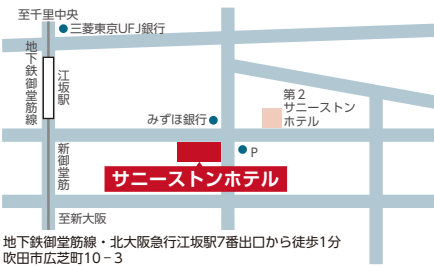 至千里中央
三菱東京UFJ銀行
地下鉄御堂筋線
江坂駅
第2
サニーストン
ホテル
みずほ銀行
P
新御堂筋
サニーストンホテル
至新大阪
地下鉄御堂筋線・北大阪急行江坂駅7番出口から徒歩1分
吹田市広芝町10−3